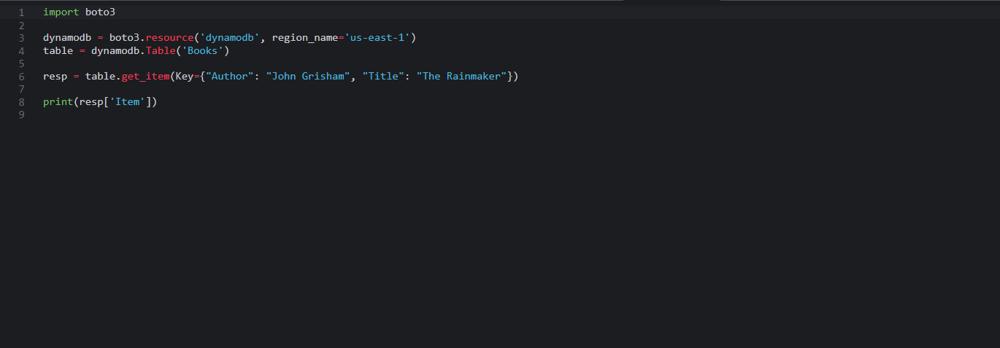 1 import boto3
2
3 dynamodb = boto3.resource('dynamodb', region_name='us-east-1')
4 table = dynamodb.Table('Books')
5
6 resp = table.get_item(Key={"Author": "John Grisham", "Title": "The Rainmaker"})
7
8 print(resp['Item'])
9